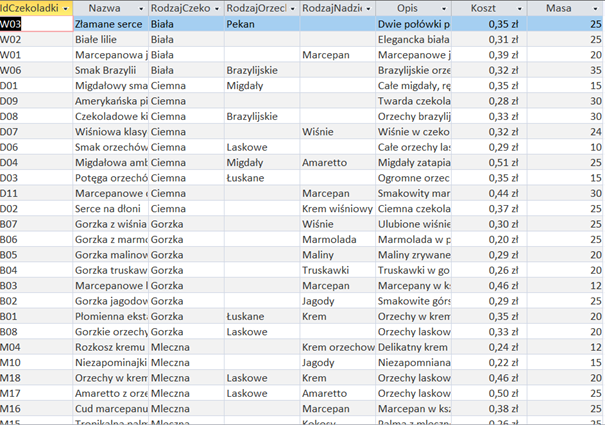 IdCzekoladki Nazwa RodzajCzeko RodzajOrzecl RodzajNadzie Opis Koszt Masa
W03 Złamane serce Biała Pekan Dwie połówki p 0,35 zł 25
W02 Białe lilie Biała Elegancka biała 0,31 zł 25
W01 Marcepanowa j Biała Marcepan Marcepanowe j 0,39 zł 20
W06 Smak Brazylii Biała Brazylijskie Brazylijskie orze 0,32 zł 35
D01 Migdałowy sma Ciemna Migdały Całe migdały, rę 0,35 zł 15
D09 Amerykańska pi Ciemna Twarda czekola 0,28 zł 30
D08 Czekoladowe ki Ciemna Brazylijskie Orzechy brazylij 0,33 zł 30
D07 Wiśniowa klasy Ciemna Wiśnie Wiśnie w czeko 0,32 zł 24
D06 Smak orzechów Ciemna Laskowe Całe orzechy las 0,29 zł 10
D04 Migdałowa amb Ciemna Migdały Amaretto Migdały zatapia 0,51 zł 25
D03 Potęga orzechó Ciemna Łuskane Ogromne orzec 0,35 zł 15
D11 Marcepanowe c Ciemna Marcepan Smakowity mar 0,44 zł 30
D02 Serce na dłoni Ciemna Krem wiśniowy Ciemna czekola 0,37 zł 25
B07 Gorzka z wiśnia Gorzka Wiśnie Ulubione wiśnie 0,30 zł 25
B06 Gorzka z marmo Gorzka Marmolada Marmolada w p 0,20 zł 25
B05 Gorzka malinow Gorzka Maliny Maliny zrywane 0,29 zł 20
B04 Gorzka truskaw Gorzka Truskawki Truskawki w go 0,26 zł 20
B03 Marcepanowe l Gorzka Marcepan Marcepany w ks 0,46 zł 12
B02 Gorzka jagodow Gorzka Jagody Smakowite górs 0,29 zł 25
B01 Płomienna ekst Gorzka Łuskane Krem Orzechy w krem 0,35 zł 20
B08 Gorzkie orzechy Gorzka Laskowe Orzechy laskow 0,33 zł 20
M04 Rozkosz kremu Mleczna Krem orzechow Delikatny krem 0,24 zł 12
M10 Niezapominajki Mleczna Jagody Niezapomniana 0,22 zł 15
M18 Orzechy w krem Mleczna Laskowe Krem Orzechy laskow 0,46 zł 20
M17 Amaretto z orze Mleczna Laskowe Amaretto Orzechy laskow 0,50 zł 25
M16 Cud marcepanu Mleczna Marcepan Marcepan w ksz 0,38 zł 25
M15 Tropikalna palm Mleczna Kokosy Palma z mleczn 0,26 zł 25